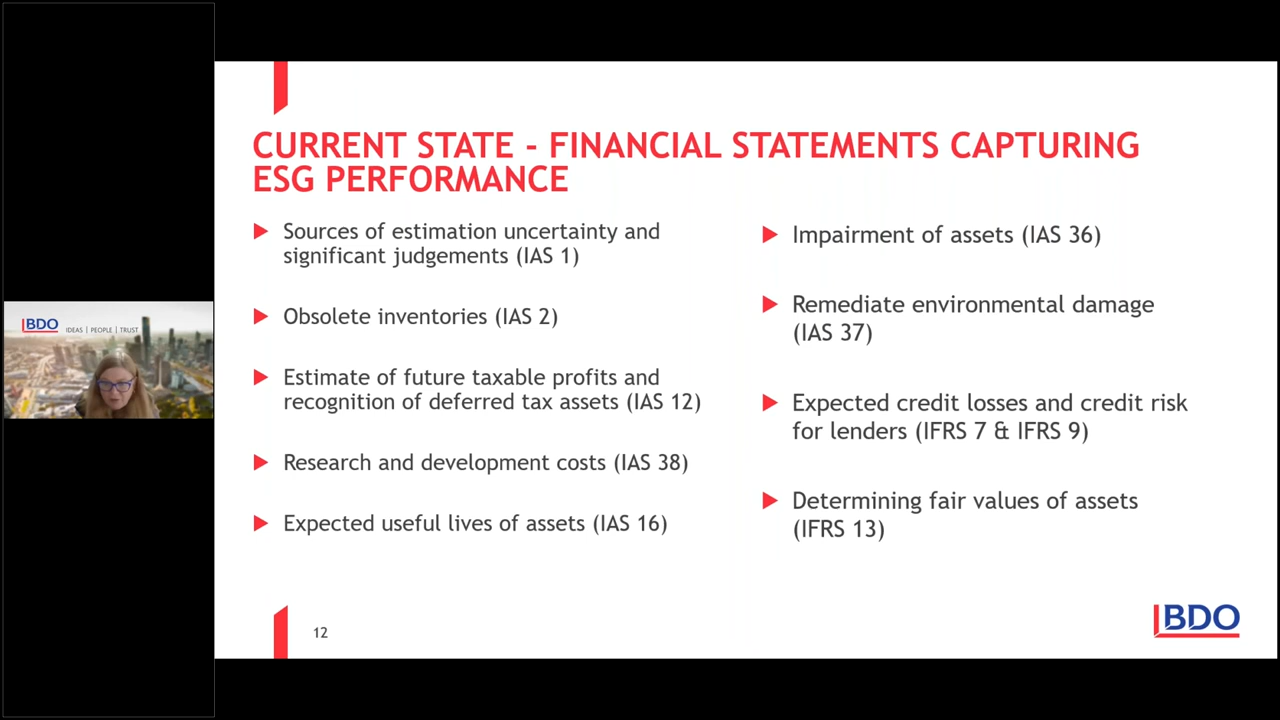 CURRENT STATE - FINANCIAL STATEMENTS CAPTURING
ESG PERFORMANCE
Sources of estimation uncertainty and
significant judgements (IAS 1)
Obsolete inventories (IAS 2)
Estimate of future taxable profits and
recognition of deferred tax assets (IAS 12)
Research and development costs (IAS 38)
Expected useful lives of assets (IAS 16)
Impairment of assets (IAS 36)
Remediate environmental damage
(IAS 37)
Expected credit losses and credit risk
for lenders (IFRS 7 & IFRS 9)
Determining fair values of assets
(IFRS 13)
BDO IDEAS | PEOPLE | TRUST
12
BDO